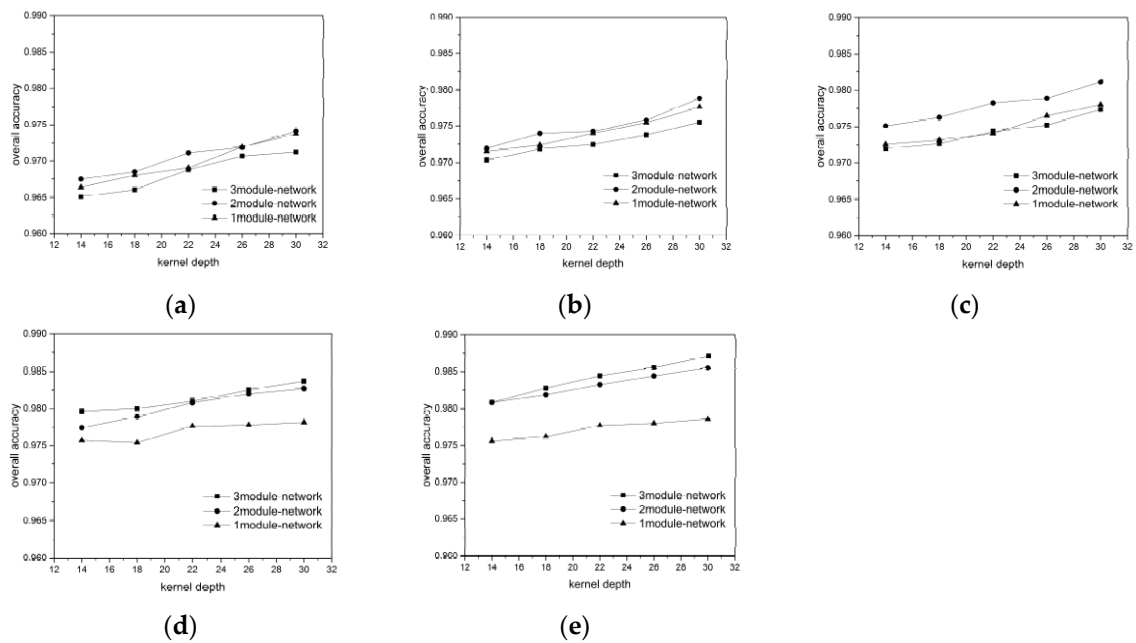 0.990
0.985
0.980
0.975
0.970
0.965
0.960
overall accuracy
3module-network
2module-network
1module-network
12 14 16 18 20 22 24 26 28 30 32
kernel depth
(a)
0.990
0.985
0.980
0.975
0.970
0.965
0.960
overall accuracy
3module-network
2module-network
1module-network
12 14 16 18 20 22 24 26 28 30 32
kernel depth
(b)
0.990
0.985
0.980
0.975
0.970
0.965
0.960
overall accuracy
3module-network
2module-network
1module-network
12 14 16 18 20 22 24 26 28 30 32
kernel depth
(c)
0.990
0.985
0.980
0.975
0.970
0.965
0.960
overall accuracy
3module-network
2module-network
1module-network
12 14 16 18 20 22 24 26 28 30 32
kernel depth
(d)
0.990
0.985
0.980
0.975
0.970
0.965
0.960
overall accuracy
3module-network
2module-network
1module-network
12 14 16 18 20 22 24 26 28 30 32
kernel depth
(e)